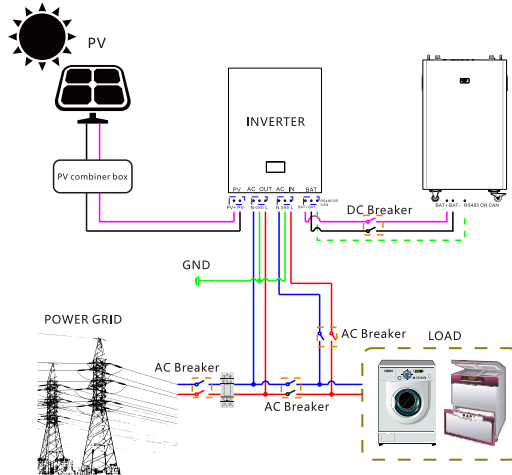 PV
INVERTER
PV combiner box
PV AC OUT AC IN BAT
PV+ PV- N GND L N GND L BAT+ BAT- RS485 OR
CAN
BAT+ BAT- RS485 OR CAN
DC Breaker
GND
POWER GRID
AC Breaker
LOAD
AC Breaker
AC Breaker